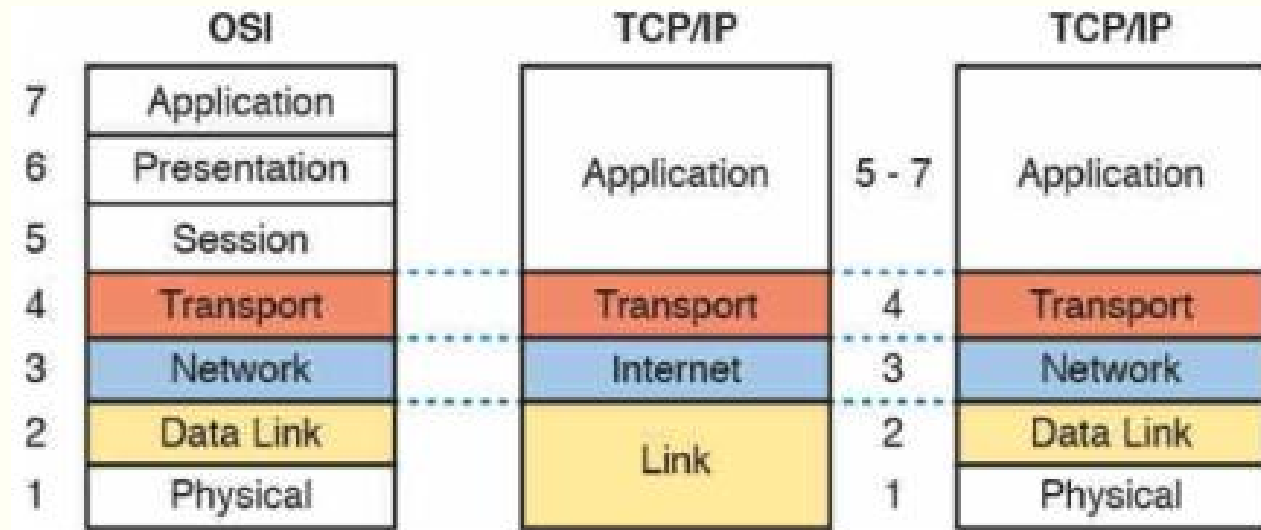 OSI TCP/IP TCP/IP
7 Application
6 Presentation Application 5 - 7 Application
5 Session
4 Transport Transport 4 Transport
3 Network Internet 3 Network
2 Data Link Link 2 Data Link
1 Physical 1 Physical